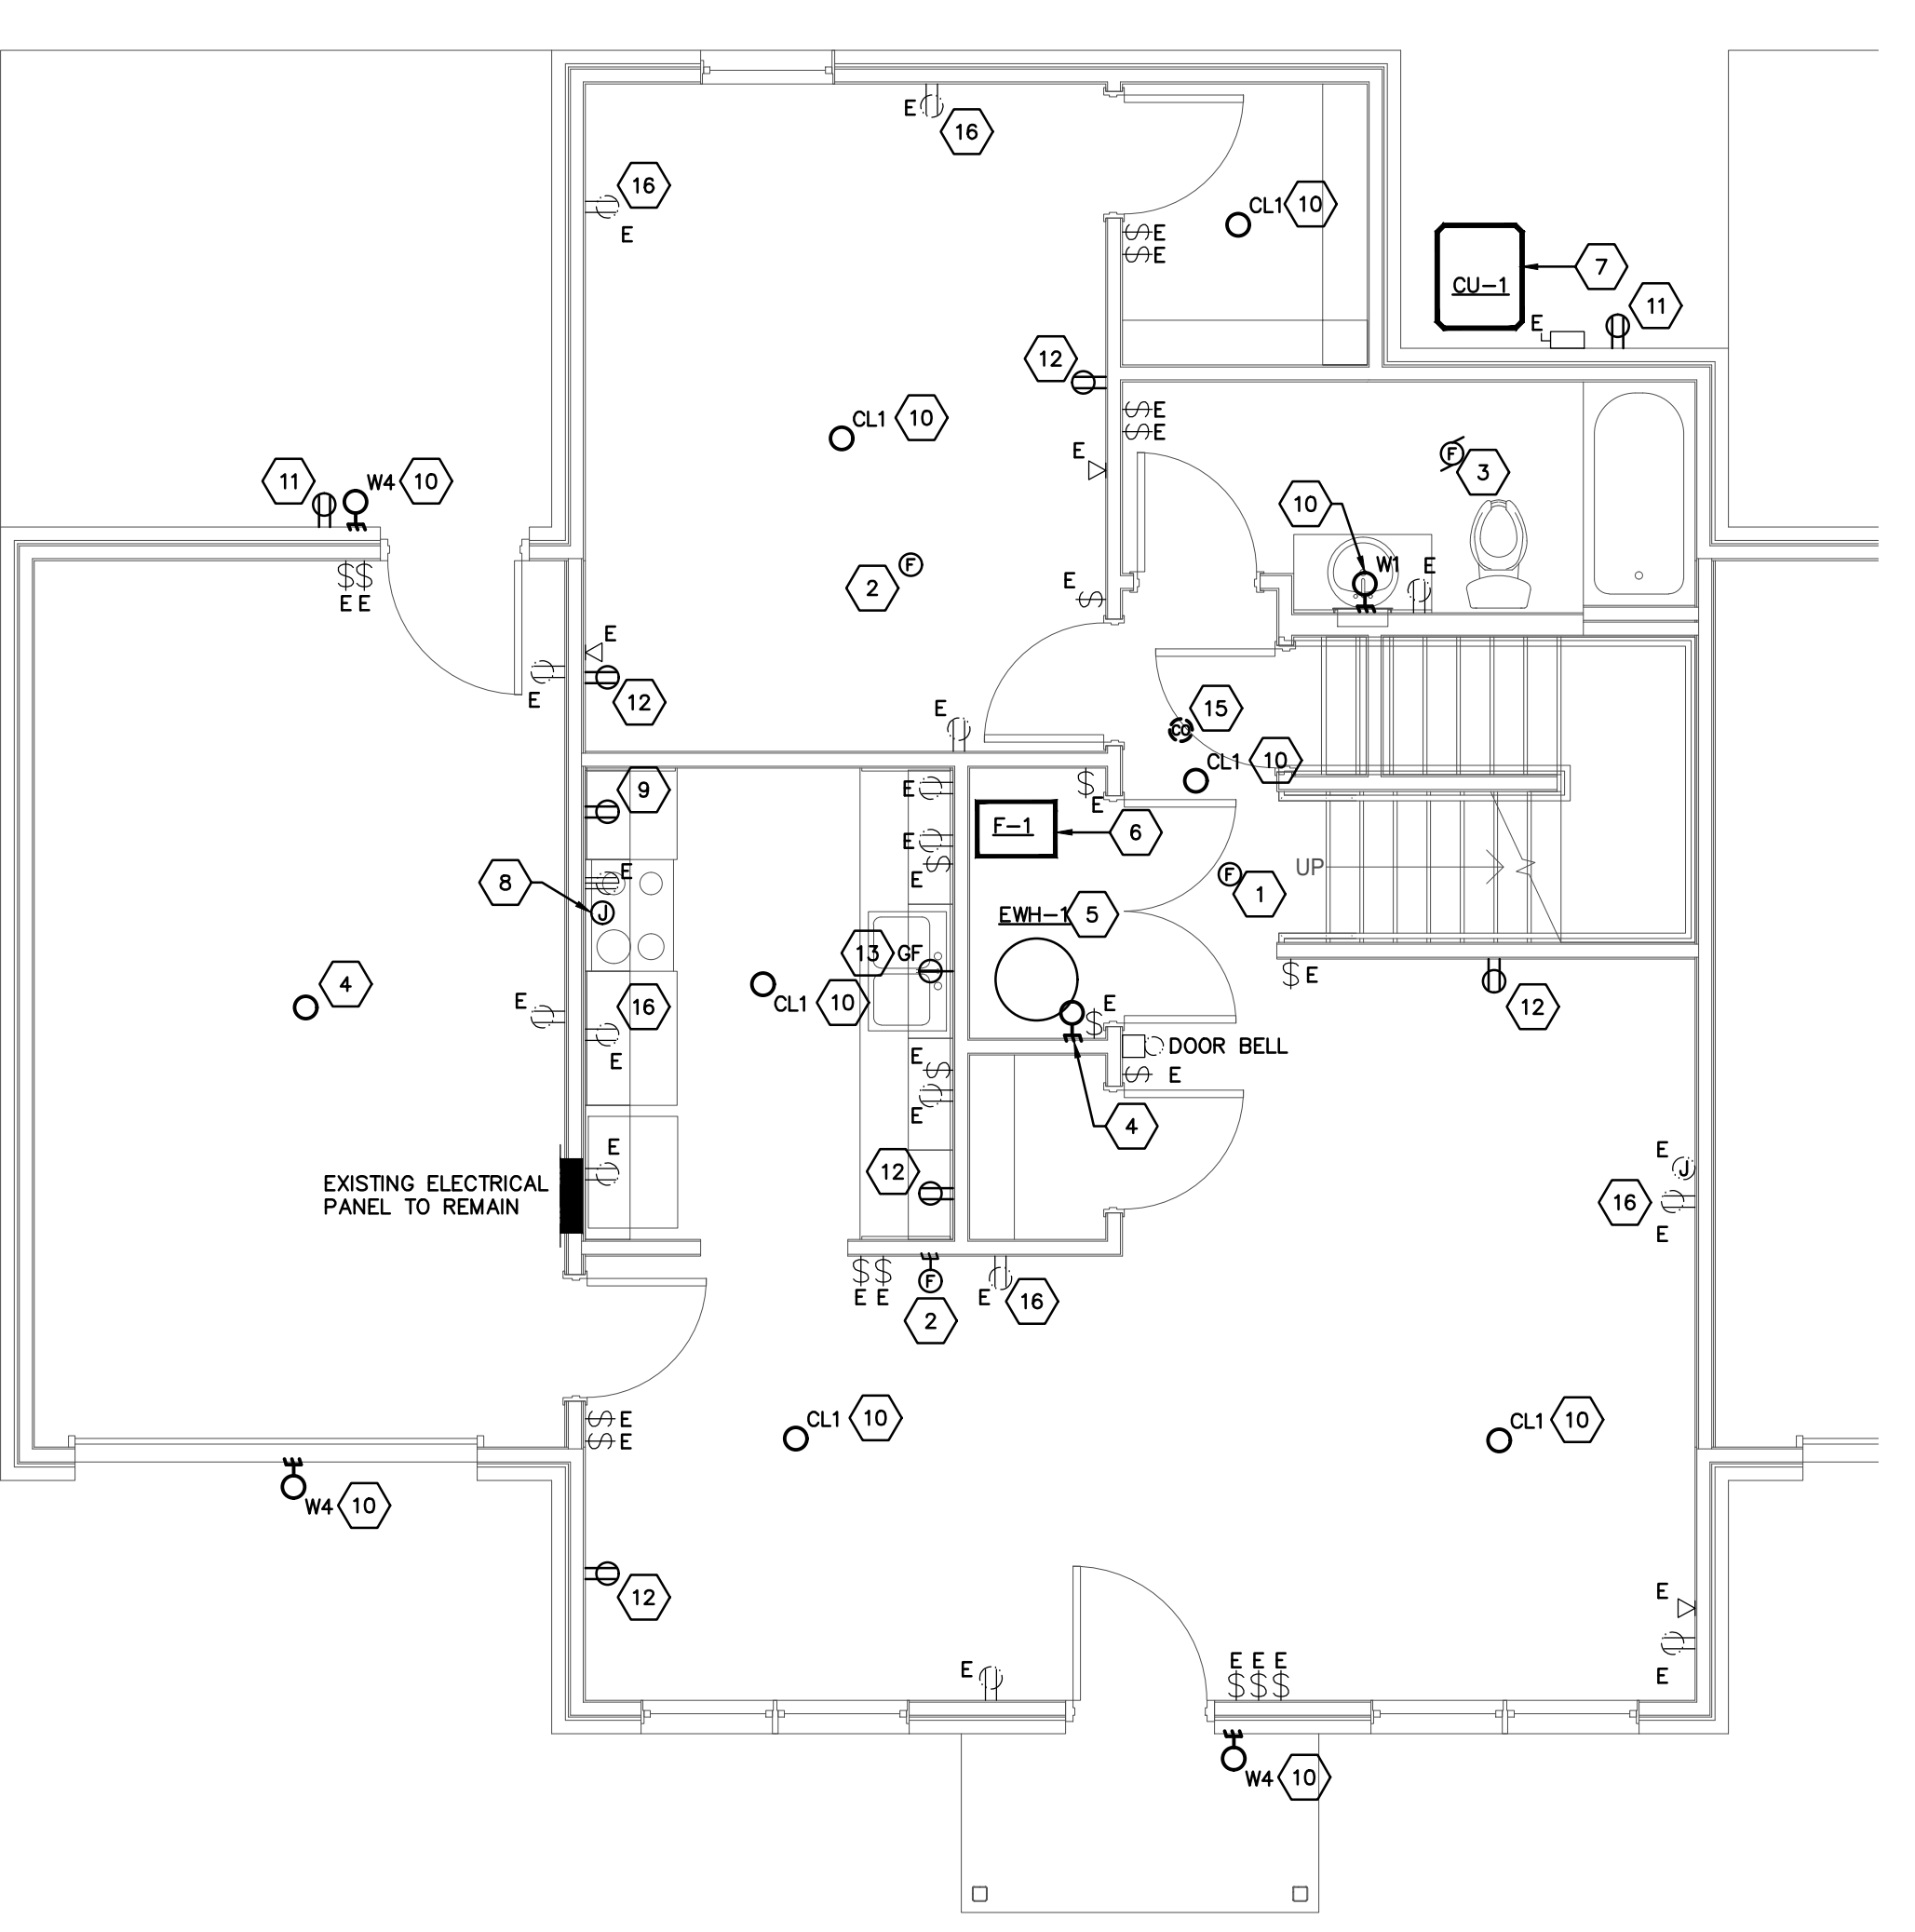 E
16
16
E
CL1 10
$ E
$ E
CU-1
7
E
11
12
CL1 10
$ E
$ E
E
F
3
11
W4 10
10
W1
E
F
2
E
$
$ $
E E
E
E
12
E
E
15
CO
CL1 10
9
E
$
E
F-1
6
E
$
E
E
8
J
UP
F
1
EWH-1 5
13 GF
4
E
16
E
CL1 10
$ E
12
E
$
DOOR BELL
E
$
E
$ E
4
E
12
EXISTING ELECTRICAL
PANEL TO REMAIN
E
J
16
E
$ $
E E
F
2
E
16
$ E
$ E
CL1 10
CL1 10
W4 10
12
E
E
E
E E E
$ $ $
W4 10